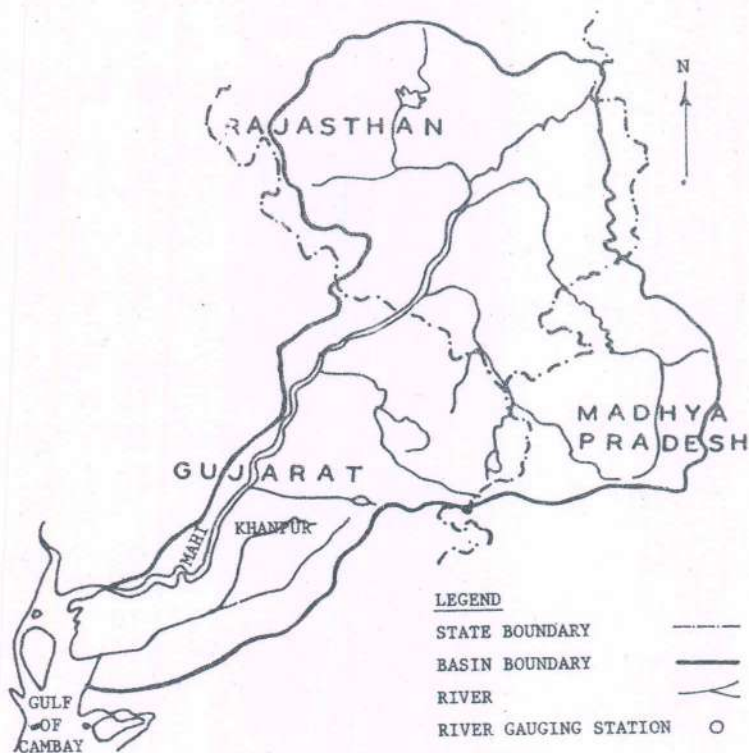 N
RAJASTHAN
MADHYA
PRADESH
GUJARAT
KHANPUR
MAHI
LEGEND
STATE BOUNDARY
BASIN BOUNDARY
RIVER
RIVER GAUGING STATION
GULF
OF
CAMBAY